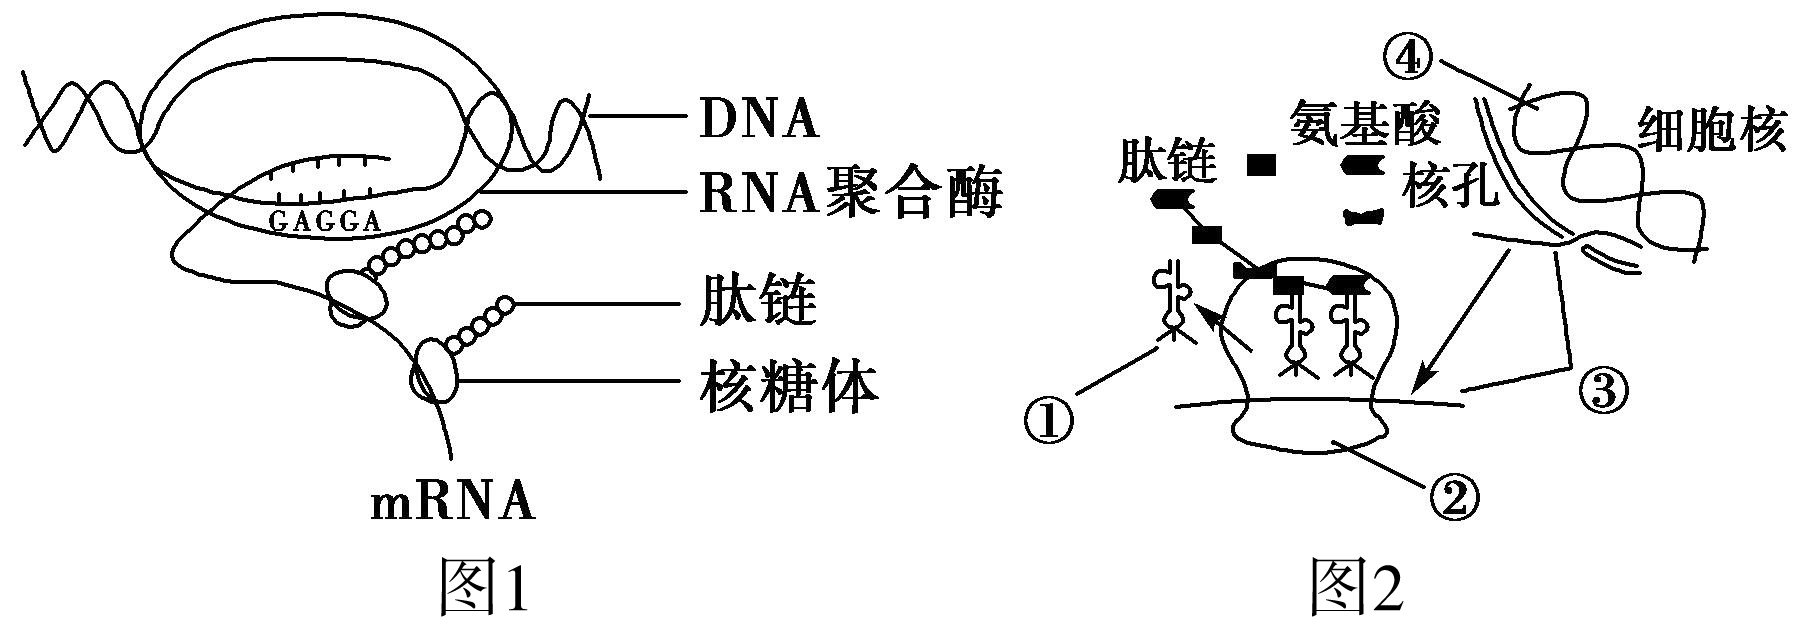 DNA
RNA聚合酶
GAGGA
肽链
核糖体
mRNA
图1
④
氨基酸
细胞核
肽链
核孔
①
③
②
图2